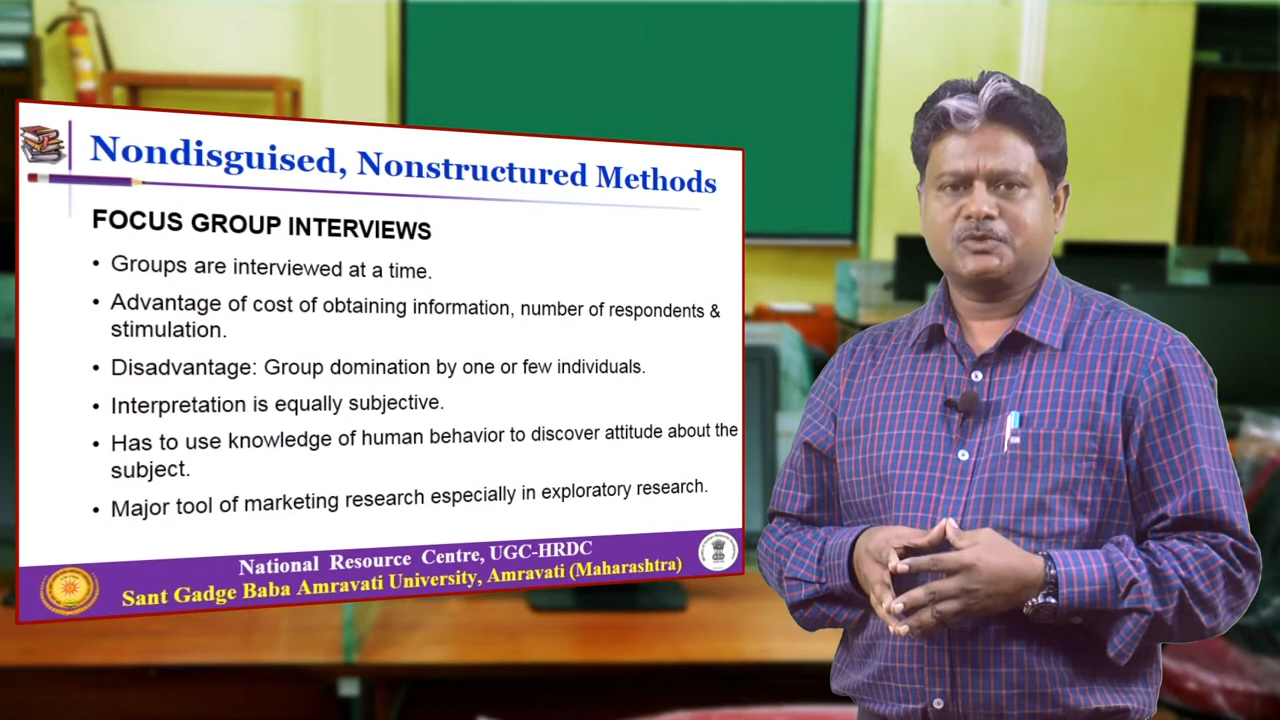 Nondisguised, Nonstructured Methods
FOCUS GROUP INTERVIEWS
• Groups are interviewed at a time.
• Advantage of cost of obtaining information, number of respondents &
stimulation.
• Disadvantage: Group domination by one or few individuals.
• Interpretation is equally subjective.
• Has to use knowledge of human behavior to discover attitude about the
subject.
• Major tool of marketing research especially in exploratory research.
National Resource Centre, UGC-HRDC
Sant Gadge Baba Amravati University, Amravati (Maharashtra)